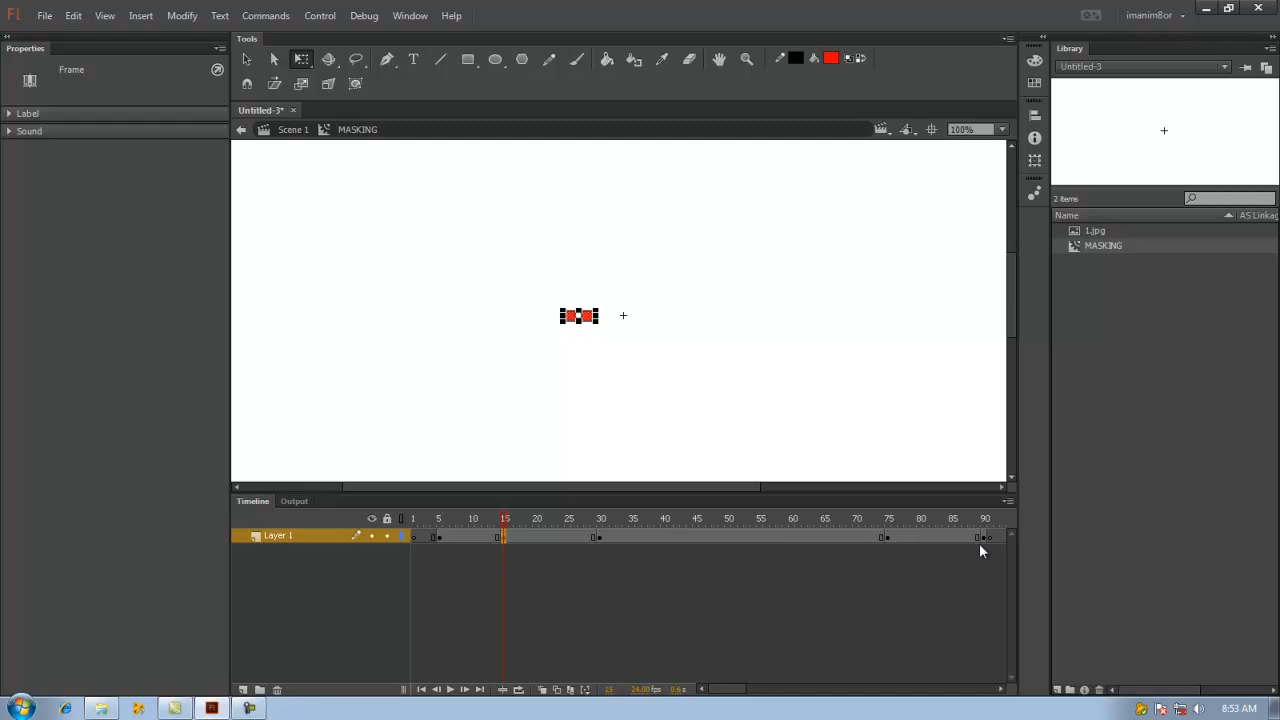 Fl File Edit View Insert Modify Text Commands Control Debug Window Help imanim8or
Properties
Frame
Label
Sound
Tools
Untitled-3* ×
Scene 1 MASKING 100%
Timeline Output
1 5 10 15 20 25 30 35 40 45 50 55 60 65 70 75 80 85 90
Layer 1
15 24.00fps 0.6s
Library
Untitled-3
2 items
Name AS Linkag
1.jpg
MASKING
8:53 AM